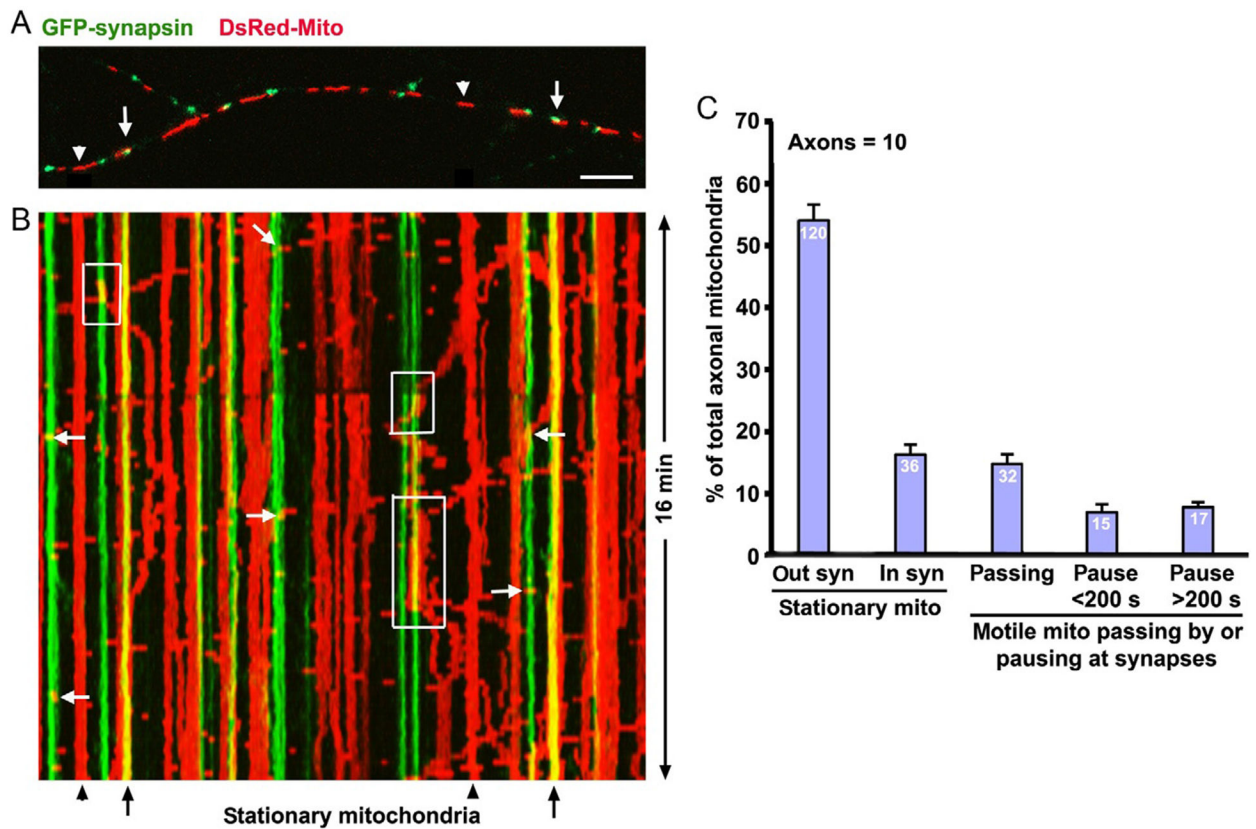 A
GFP-synapsin DsRed-Mito
B
16 min
Stationary mitochondria
C
% of total axonal mitochondria
70
60
50
40
30
20
10
0
Axons = 10
120
36
32
15
17
Out syn
In syn
Passing
Pause
<200 s
Pause
>200 s
Stationary mito
Motile mito passing by or
pausing at synapses